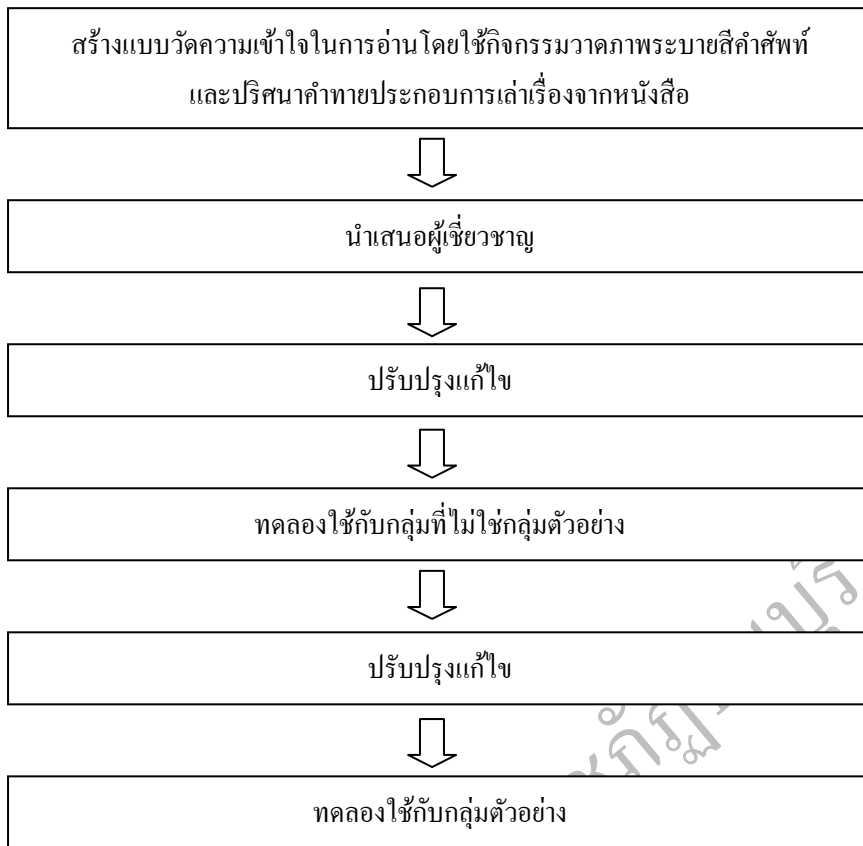 สร้างแบบวัดความเข้าใจในการอ่านโดยใช้กิจกรรมวาดภาพระบายสีคำศัพท์
และปริศนาคำทายประกอบการเล่าเรื่องจากหนังสือ
นำเสนอผู้เชี่ยวชาญ
ปรับปรุงแก้ไข
ทดลองใช้กับกลุ่มที่ไม่ใช่กลุ่มตัวอย่าง
ปรับปรุงแก้ไข
ทดลองใช้กับกลุ่มตัวอย่าง